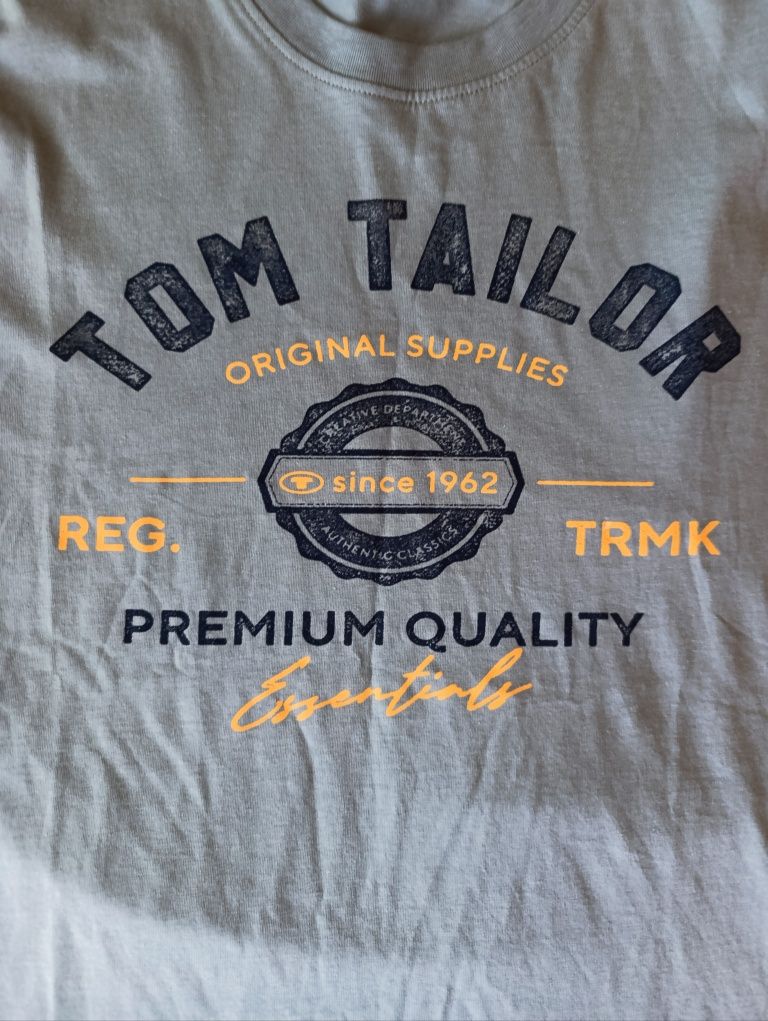 TOM TAILOR
ORIGINAL SUPPLIES
CREATIVE DEPARTMENT
since 1962
REG. TRMK
AUTHENTIC CLASSICS
PREMIUM QUALITY
Essentials